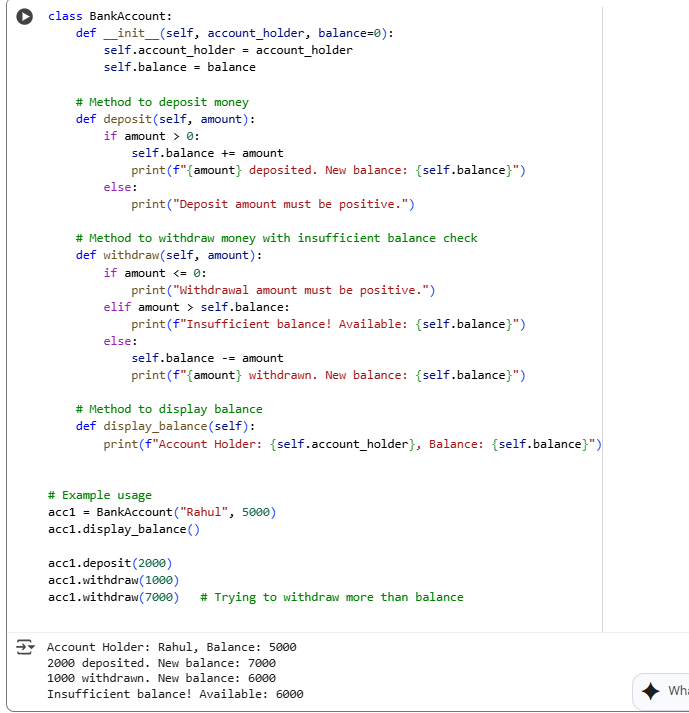 class BankAccount:
    def __init__(self, account_holder, balance=0):
        self.account_holder = account_holder
        self.balance = balance

    # Method to deposit money
    def deposit(self, amount):
        if amount > 0:
            self.balance += amount
            print(f"{amount} deposited. New balance: {self.balance}")
        else:
            print("Deposit amount must be positive.")

    # Method to withdraw money with insufficient balance check
    def withdraw(self, amount):
        if amount <= 0:
            print("Withdrawal amount must be positive.")
        elif amount > self.balance:
            print(f"Insufficient balance! Available: {self.balance}")
        else:
            self.balance -= amount
            print(f"{amount} withdrawn. New balance: {self.balance}")

    # Method to display balance
    def display_balance(self):
        print(f"Account Holder: {self.account_holder}, Balance: {self.balance}")


# Example usage
acc1 = BankAccount("Rahul", 5000)
acc1.display_balance()

acc1.deposit(2000)
acc1.withdraw(1000)
acc1.withdraw(7000)   # Trying to withdraw more than balance

Account Holder: Rahul, Balance: 5000
2000 deposited. New balance: 7000
1000 withdrawn. New balance: 6000
Insufficient balance! Available: 6000